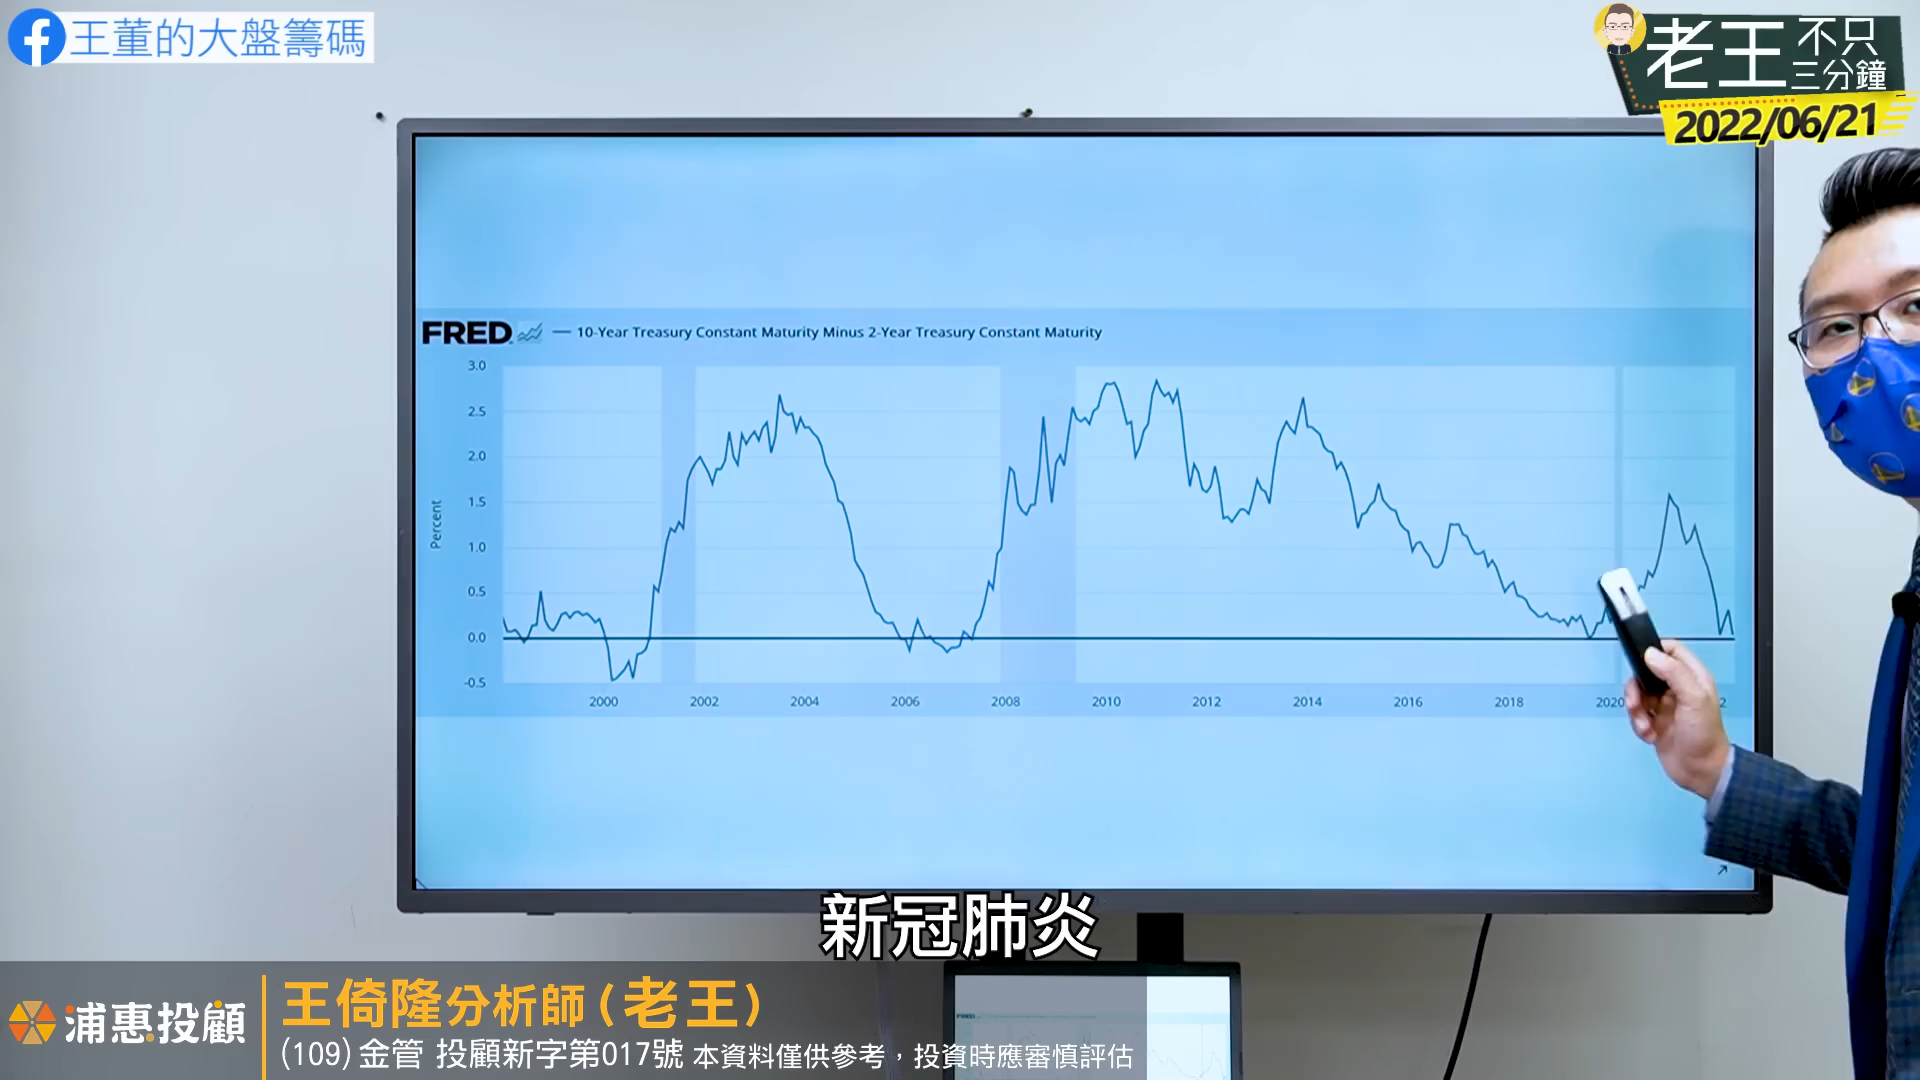 王董的大盤籌碼
老王 不只三分鐘
2022/06/21
FRED
10-Year Treasury Constant Maturity Minus 2-Year Treasury Constant Maturity
Percent
3.0
2.5
2.0
1.5
1.0
0.5
0.0
-0.5
2000 2002 2004 2006 2008 2010 2012 2014 2016 2018 2020
新冠肺炎
浦惠投顧
王倚隆分析師(老王)
(109)金管 投顧新字第017號 本資料僅供參考，投資時應審慎評估